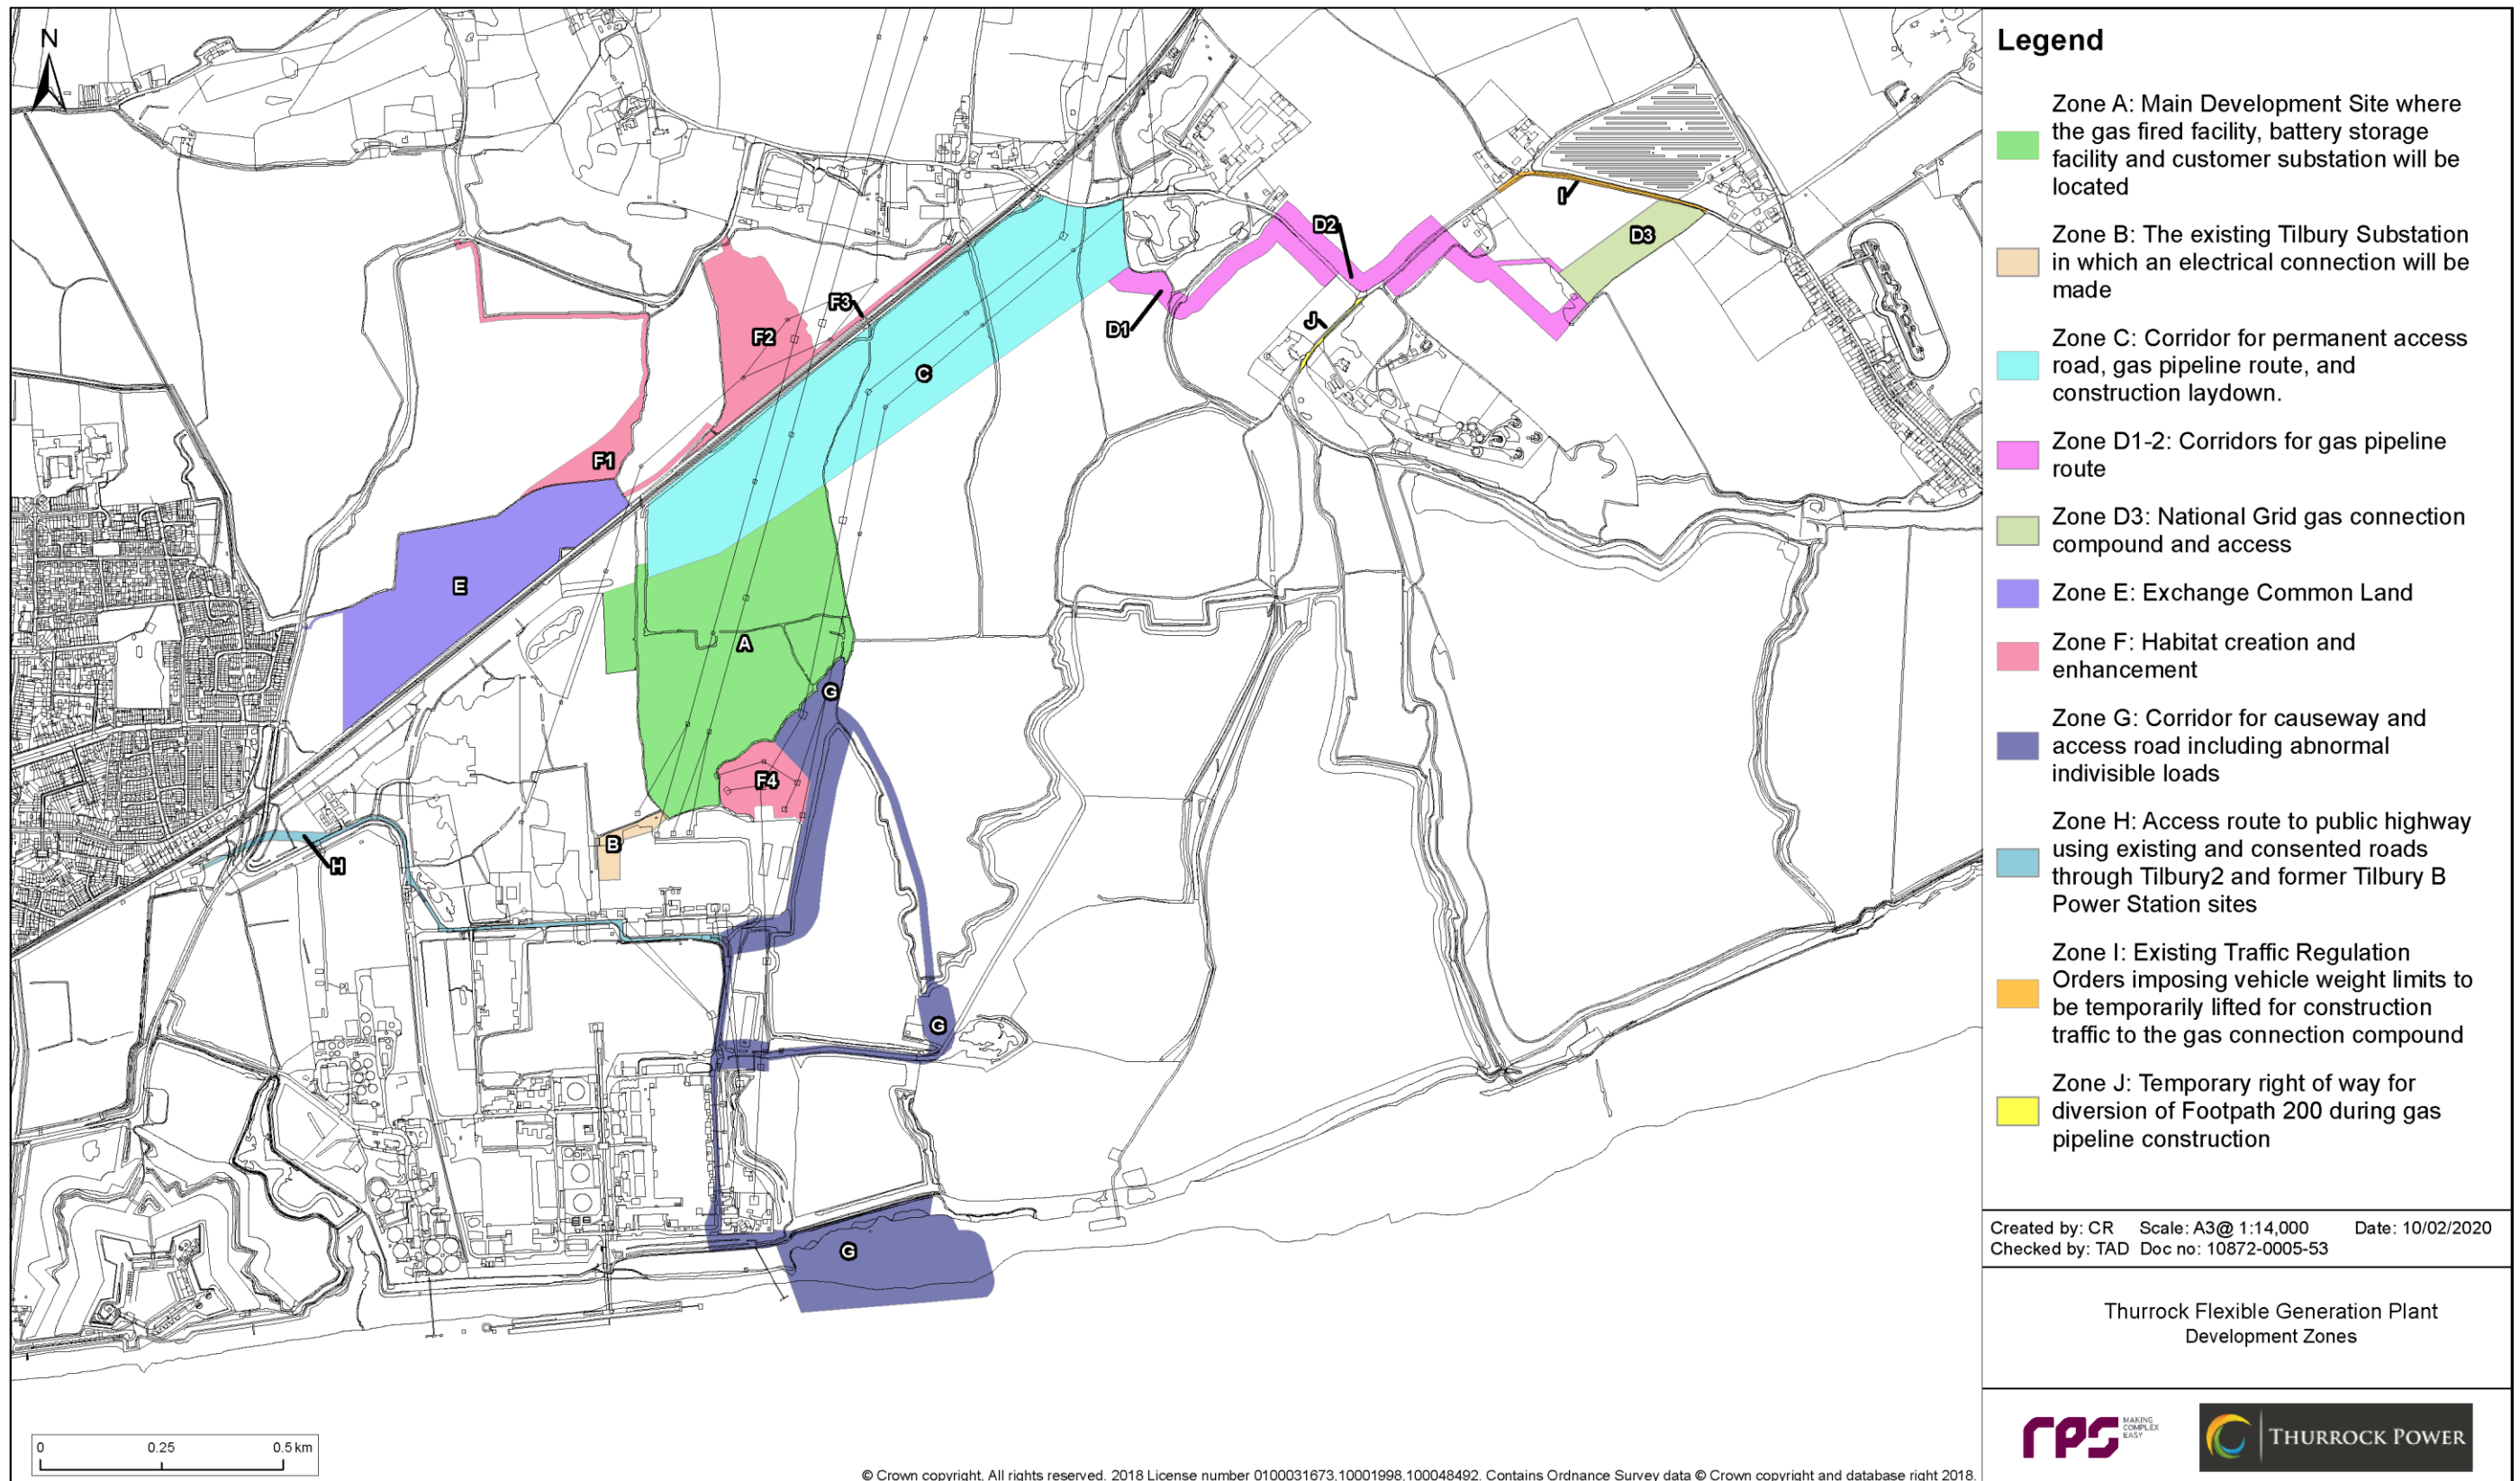 N
I
D2
D3
F3
D1
J
F2
C
F1
E
A
G
F4
B
H
G
G
0 0.25 0.5 km
© Crown copyright. All rights reserved. 2018 License number 0100031673,10001998,100048492. Contains Ordnance Survey data © Crown copyright and database right 2018.
Legend
Zone A: Main Development Site where
the gas fired facility, battery storage
facility and customer substation will be
located
Zone B: The existing Tilbury Substation
in which an electrical connection will be
made
Zone C: Corridor for permanent access
road, gas pipeline route, and
construction laydown.
Zone D1-2: Corridors for gas pipeline
route
Zone D3: National Grid gas connection
compound and access
Zone E: Exchange Common Land
Zone F: Habitat creation and
enhancement
Zone G: Corridor for causeway and
access road including abnormal
indivisible loads
Zone H: Access route to public highway
using existing and consented roads
through Tilbury2 and former Tilbury B
Power Station sites
Zone I: Existing Traffic Regulation
Orders imposing vehicle weight limits to
be temporarily lifted for construction
traffic to the gas connection compound
Zone J: Temporary right of way for
diversion of Footpath 200 during gas
pipeline construction
Created by: CR Scale: A3@ 1:14,000 Date: 10/02/2020
Checked by: TAD Doc no: 10872-0005-53
Thurrock Flexible Generation Plant
Development Zones
rps MAKING
COMPLEX
EASY
THURROCK POWER